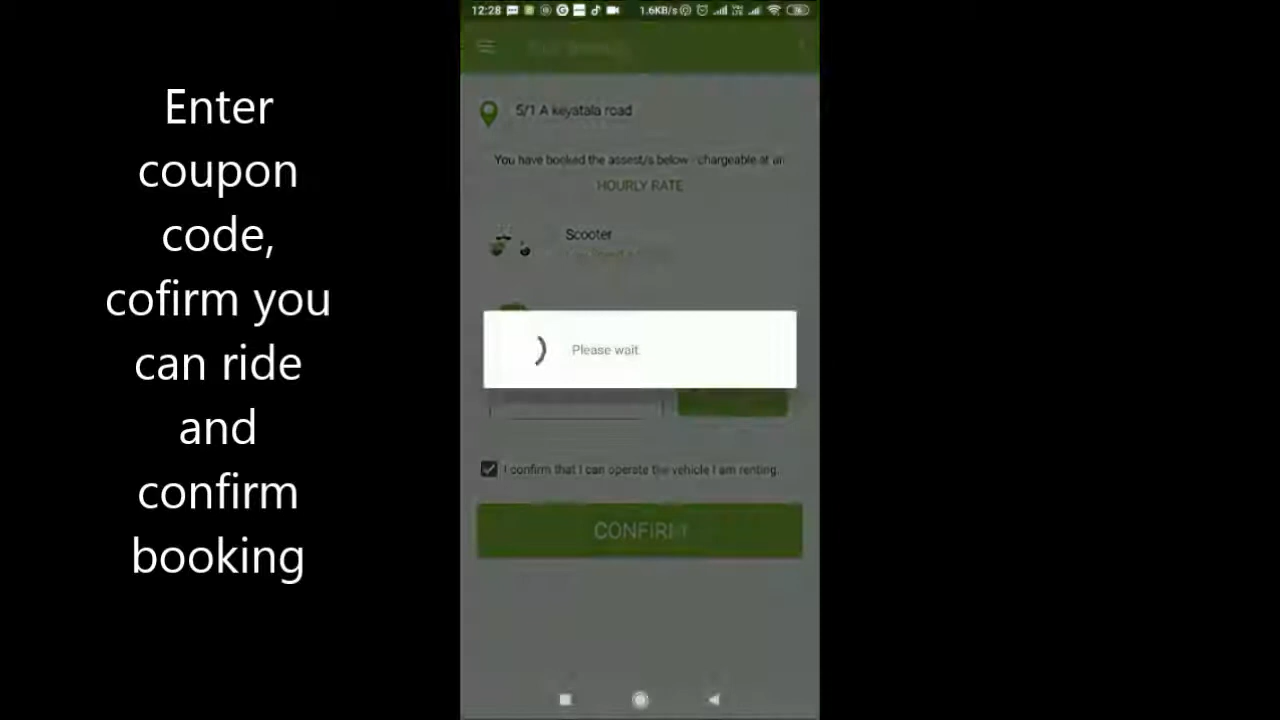 Enter
coupon
code,
cofirm you
can ride
and
confirm
booking
12:28
1.6KB/s
5/1 A keyatala road
You have booked the assest/s below - chargeable at an
HOURLY RATE
Scooter
Please wait
I confirm that I can operate the vehicle I am renting.
CONFIRM